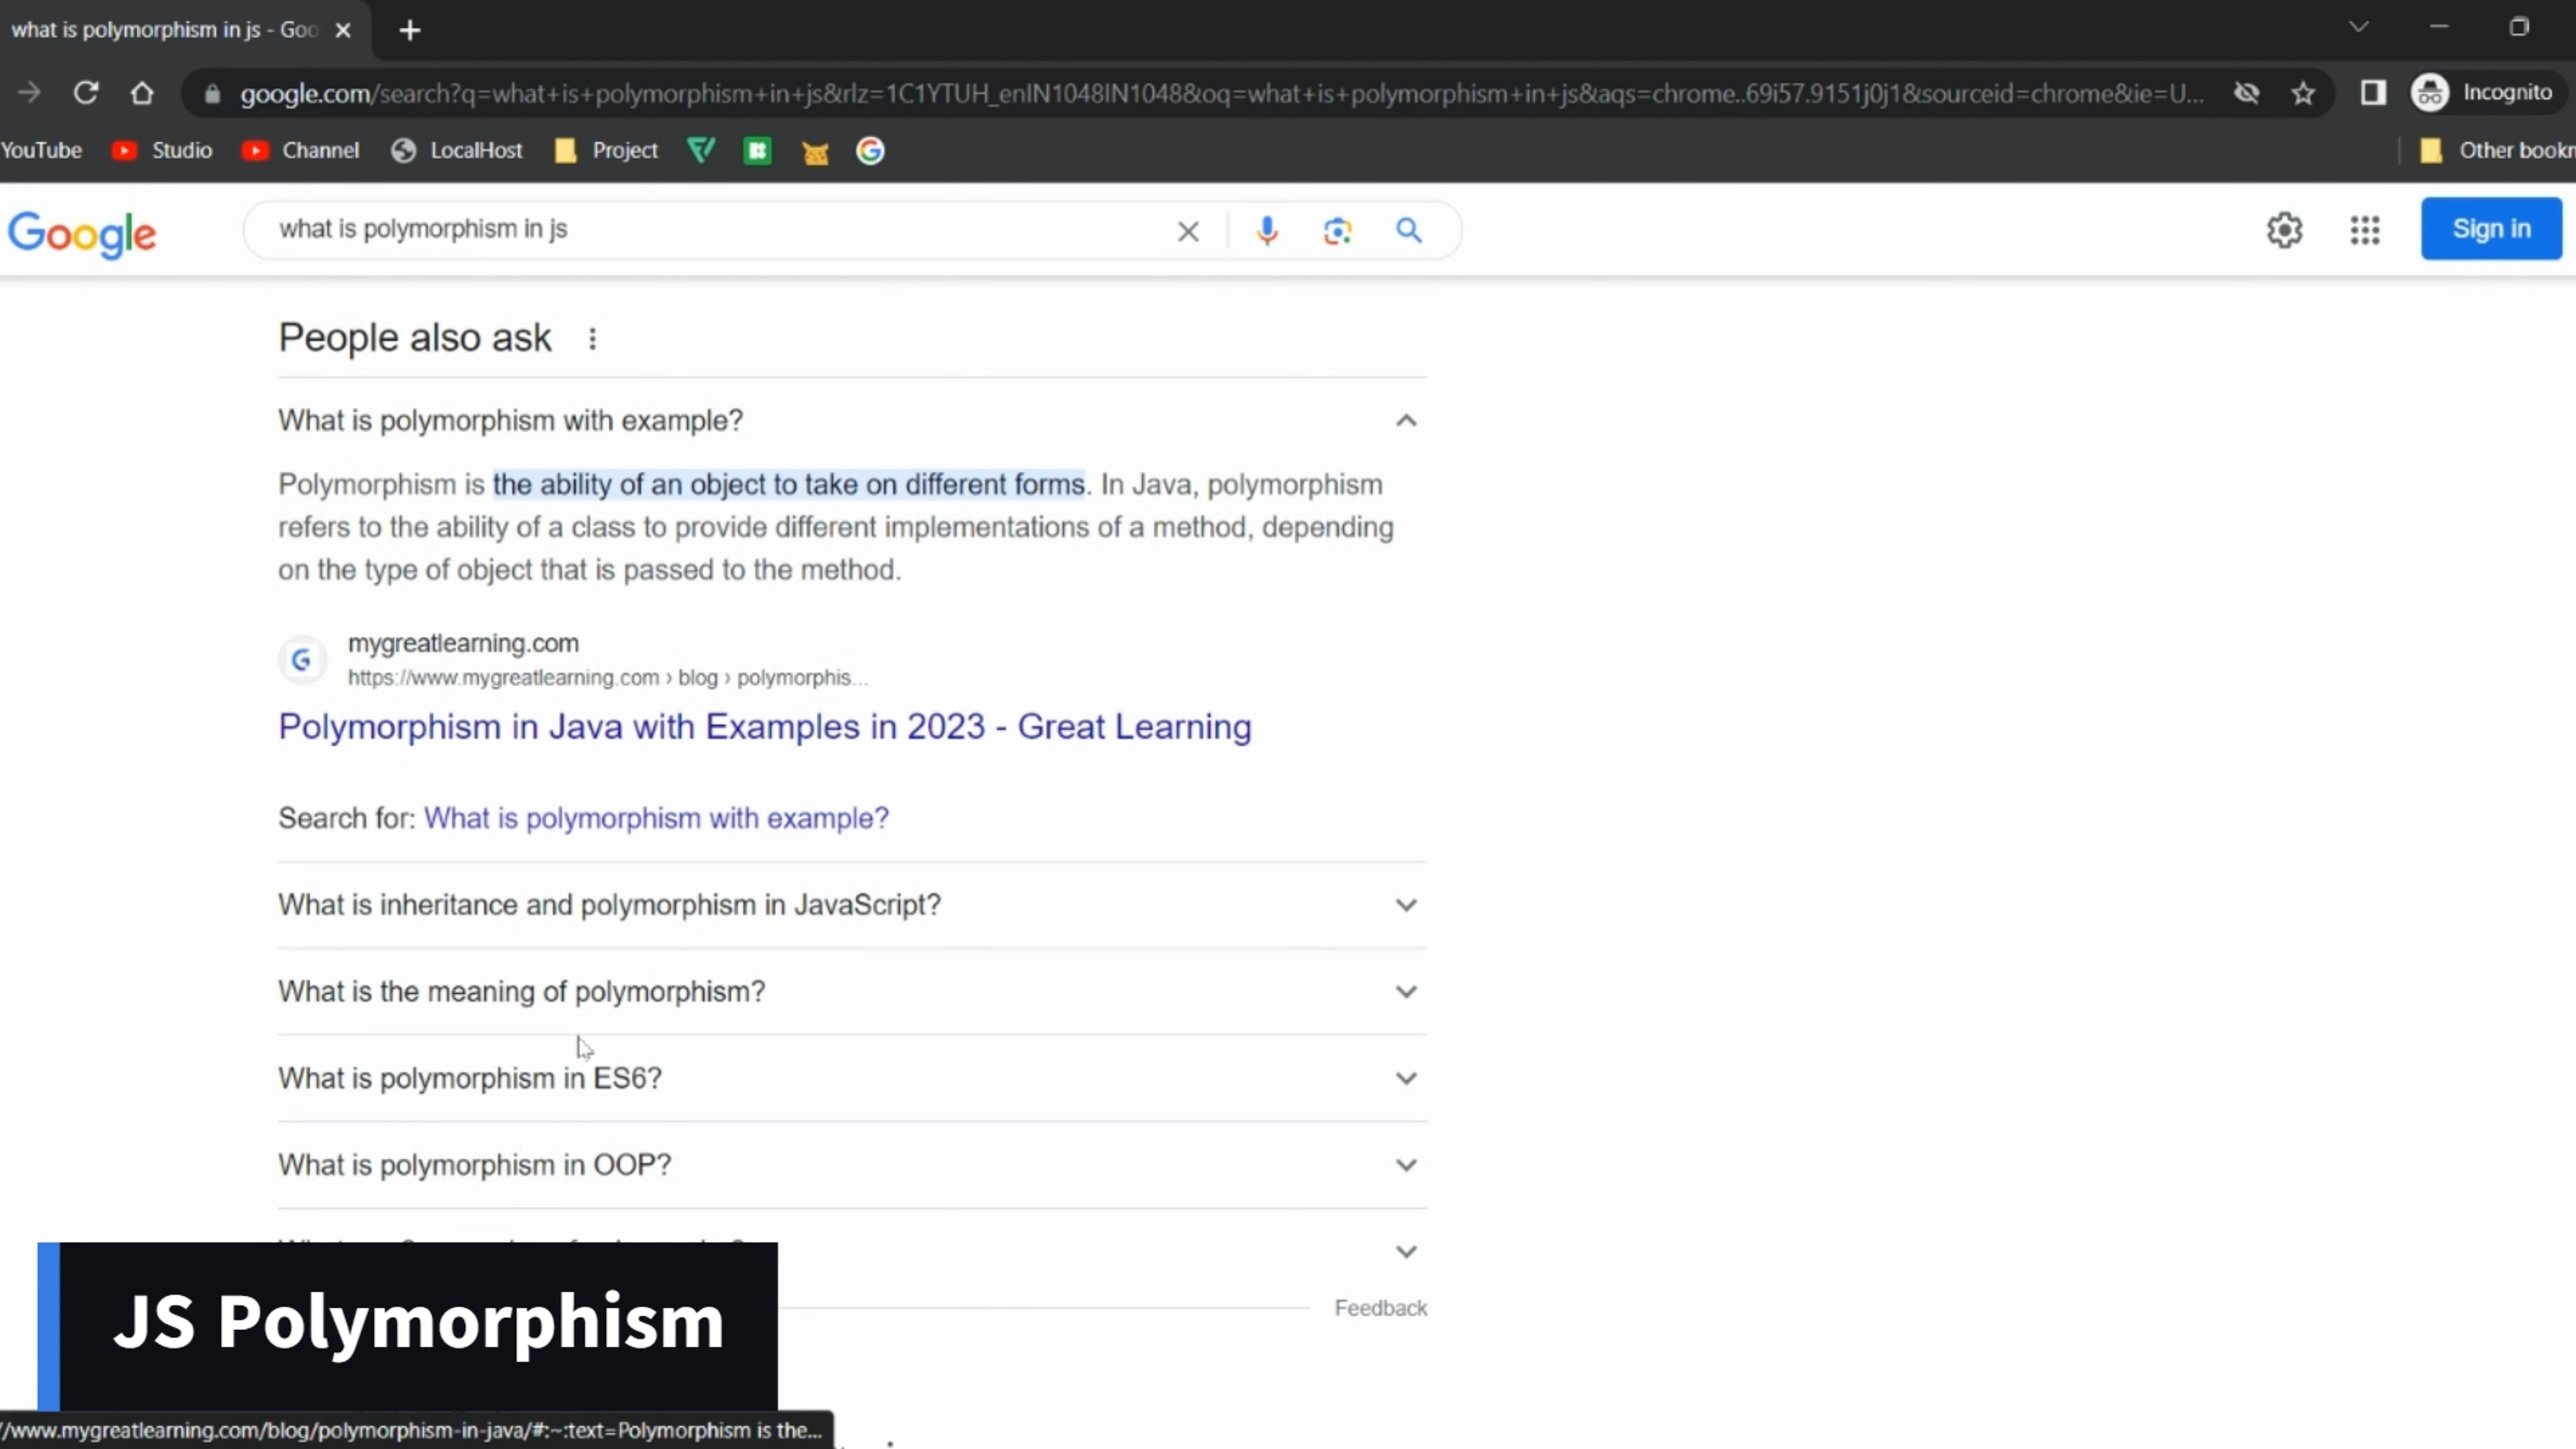 what is polymorphism in js - Goo
google.com/search?q=what+is+polymorphism+in+js&rlz=1C1YTUH_enIN1048IN1048&oq=what+is+polymorphism+in+js&aqs=chrome..69i57.9151j0j1&sourceid=chrome&ie=U...
Incognito
YouTube Studio Channel LocalHost Project Other bookn
Google what is polymorphism in js Sign in
People also ask
What is polymorphism with example?
Polymorphism is the ability of an object to take on different forms. In Java, polymorphism
refers to the ability of a class to provide different implementations of a method, depending
on the type of object that is passed to the method.
mygreatlearning.com
https://www.mygreatlearning.com › blog › polymorphis...
Polymorphism in Java with Examples in 2023 - Great Learning
Search for: What is polymorphism with example?
What is inheritance and polymorphism in JavaScript?
What is the meaning of polymorphism?
What is polymorphism in ES6?
What is polymorphism in OOP?
Feedback
JS Polymorphism
//www.mygreatlearning.com/blog/polymorphism-in-java/#:~:text=Polymorphism is the...